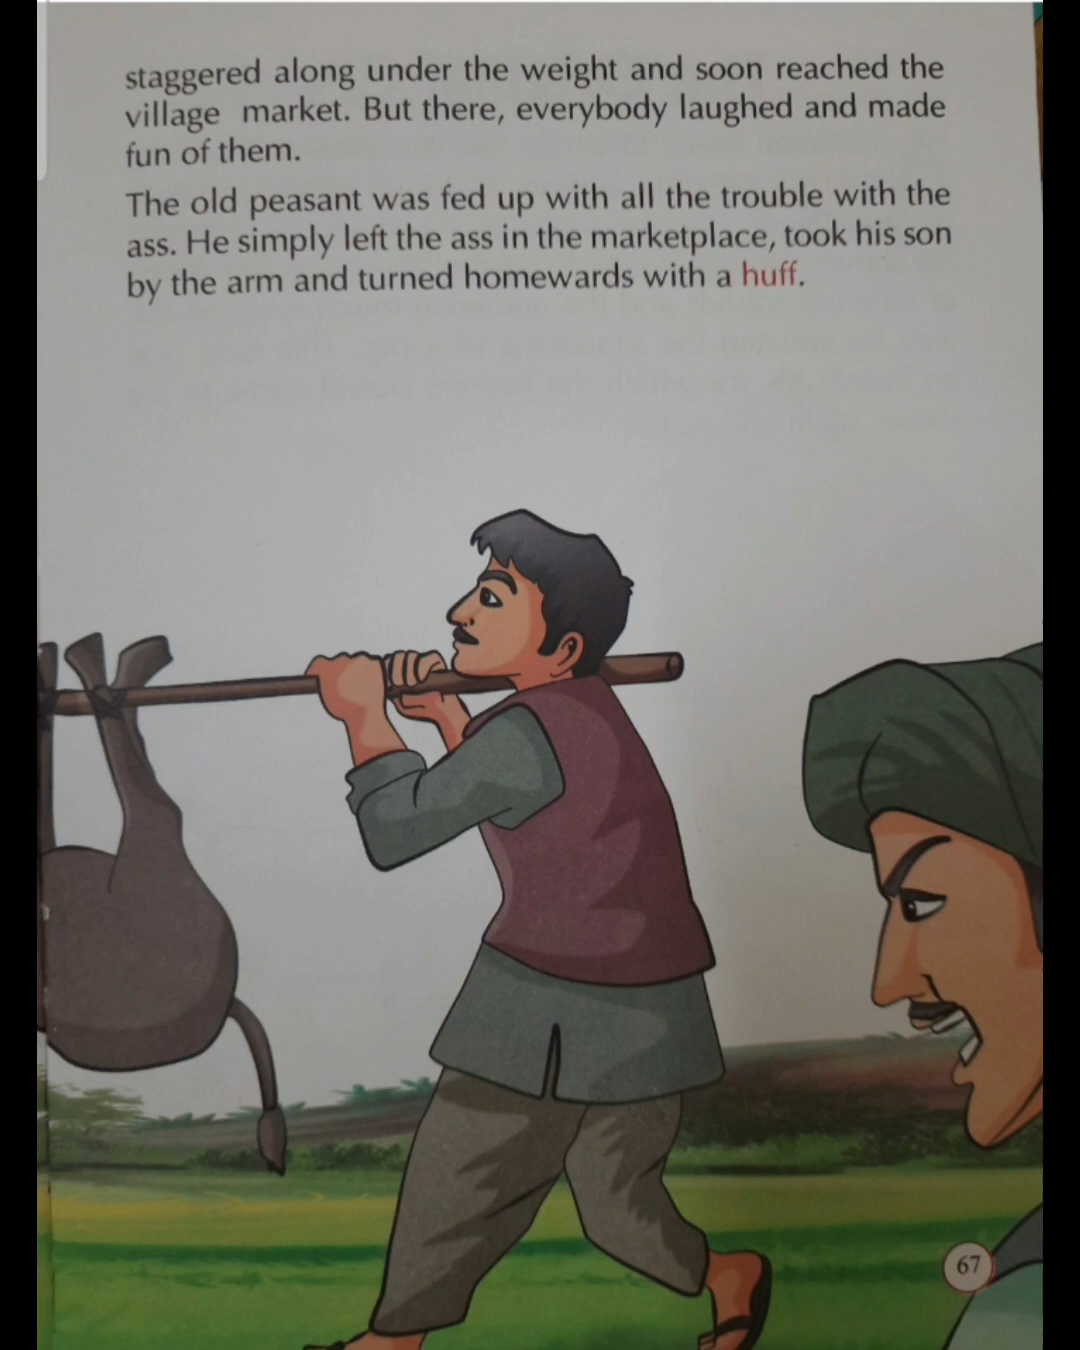 staggered along under the weight and soon reached the
village market. But there, everybody laughed and made
fun of them.
The old peasant was fed up with all the trouble with the
ass. He simply left the ass in the marketplace, took his son
by the arm and turned homewards with a huff.
67